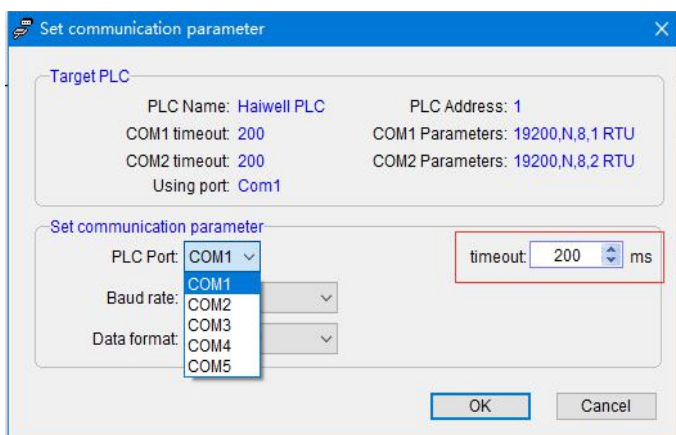 Set communication parameter
Target PLC
PLC Name: Haiwell PLC PLC Address: 1
COM1 timeout: 200 COM1 Parameters: 19200,N,8,1 RTU
COM2 timeout: 200 COM2 Parameters: 19200,N,8,2 RTU
Using port: Com1
Set communication parameter
PLC Port: COM1 timeout: 200 ms
COM1
Baud rate: COM2
COM3
Data format: COM4
COM5
OK Cancel